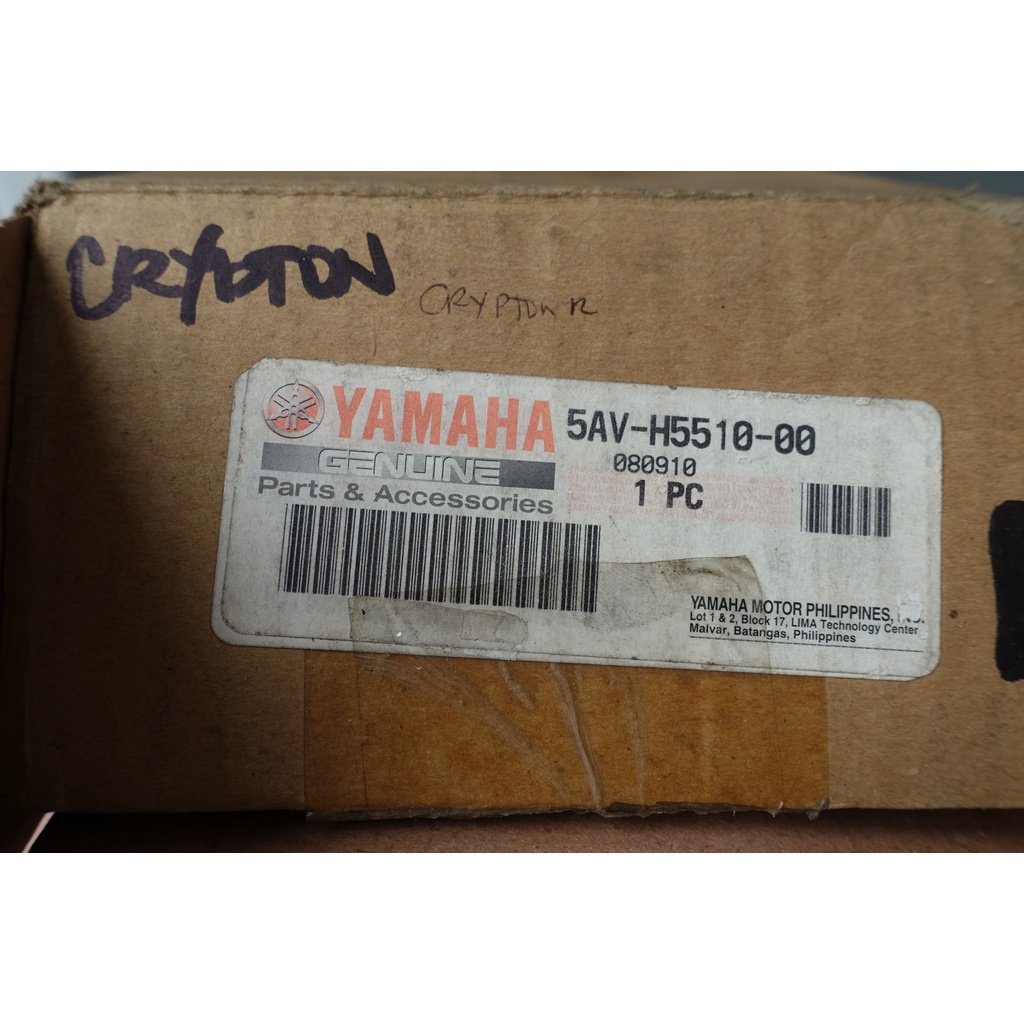 CRYPTON
CRYPTON R
YAMAHA
GENUINE
Parts & Accessories
5AV-H5510-00
080910
1 PC
YAMAHA MOTOR PHILIPPINES, INC.
Lot 1 & 2, Block 17, LIMA Technology Center
Malvar, Batangas, Philippines